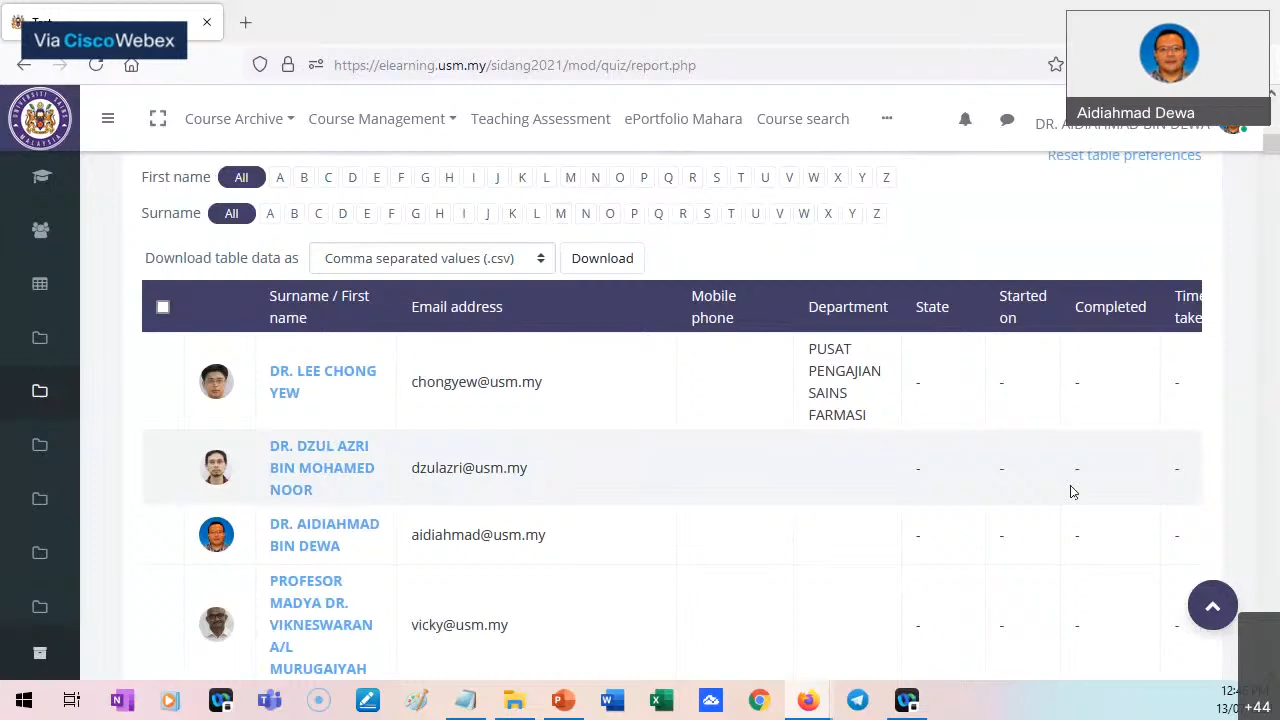 Via CiscoWebex
https://elearning.usm.my/sidang2021/mod/quiz/report.php
Aidiahmad Dewa
Course Archive
Course Management
Teaching Assessment
ePortfolio Mahara
Course search
DR. AIDIAHMAD BIN DEWA
Reset table preferences
First name All A B C D E F G H I J K L M N O P Q R S T U V W X Y Z
Surname All A B C D E F G H I J K L M N O P Q R S T U V W X Y Z
Download table data as Comma separated values (.csv) Download
Surname / First name
Email address
Mobile phone
Department
State
Started on
Completed
DR. LEE CHONG
YEW
chongyew@usm.my
PUSAT
PENGAJIAN
SAINS
FARMASI
- - - -
DR. DZUL AZRI
BIN MOHAMED
NOOR
dzulazri@usm.my
- - - -
DR. AIDIAHMAD
BIN DEWA
aidiahmad@usm.my
- - - -
PROFESOR
MADYA DR.
VIKNESWARAN
A/L
MURUGAIYAH
vicky@usm.my
- - - -
+44